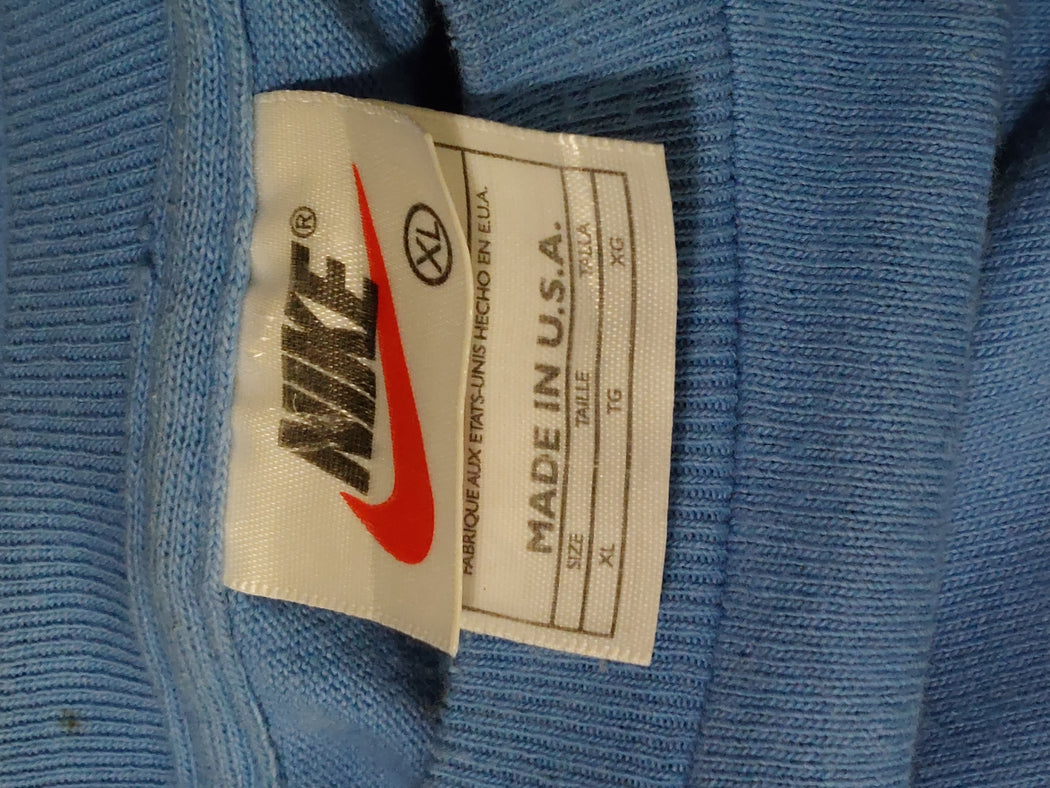 NIKE®
XL
FABRIQUE AUX ETATS-UNIS HECHO EN E.U.A.
MADE IN U.S.A.
SIZE TAILLE TALLA
XL TG XG